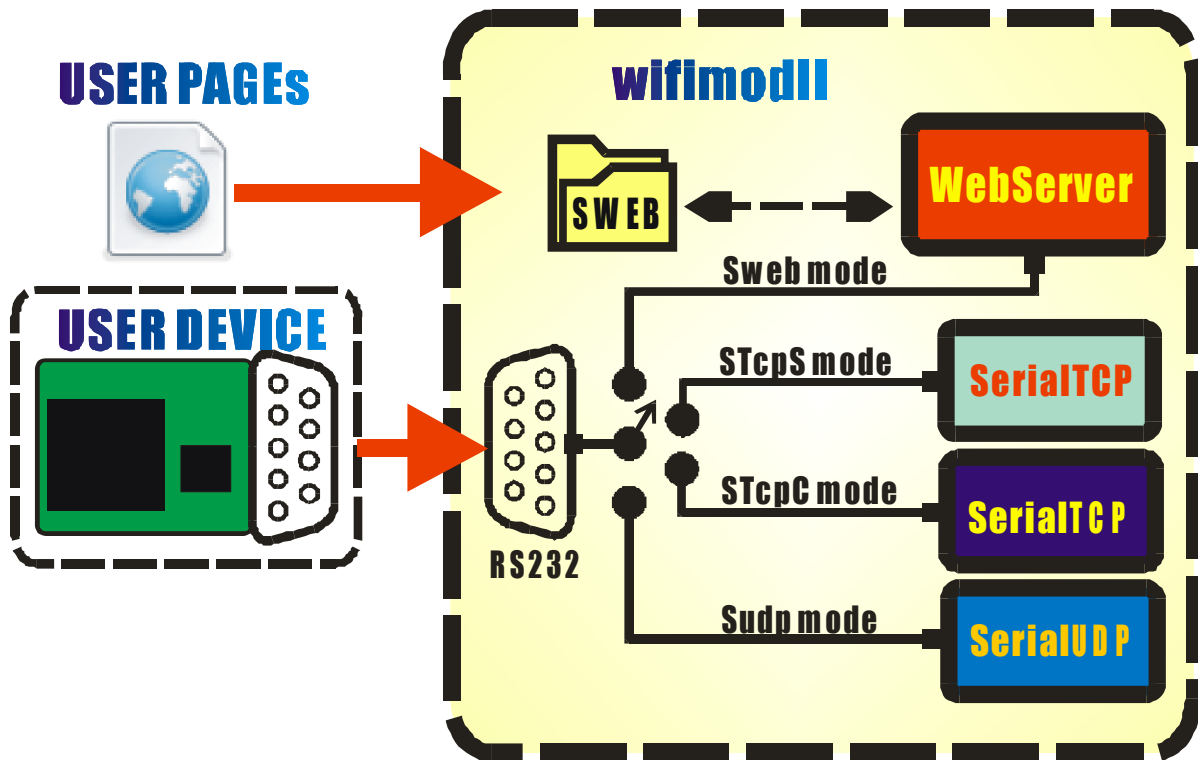 USER PAGEs
wifimodII
SWEB
WebServer
Sweb mode
USER DEVICE
STcpS mode
SerialTCP
STcpC mode
SerialTCP
RS232
Sudp mode
SerialUDP